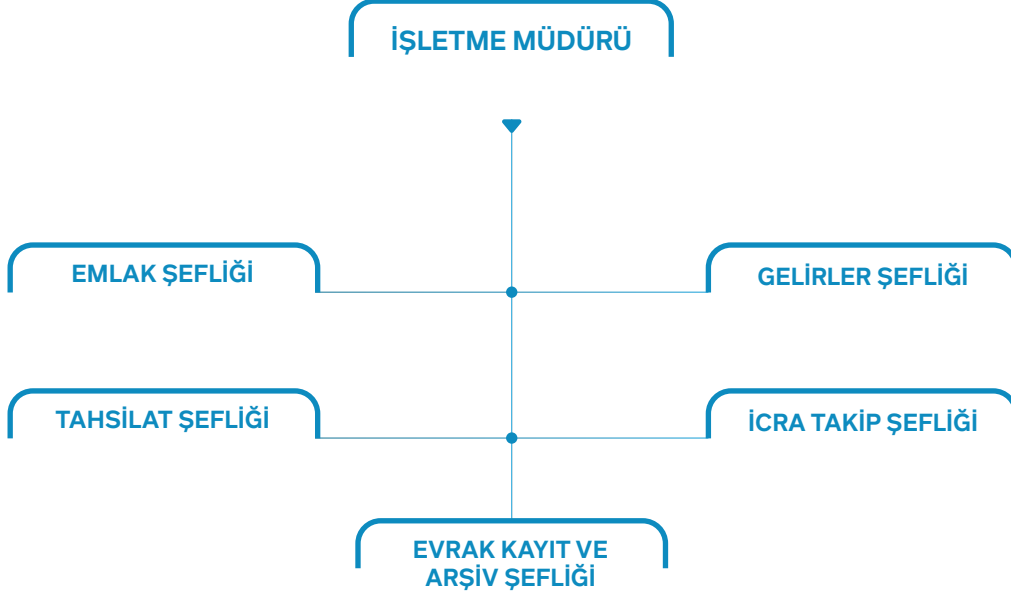 İŞLETME MÜDÜRÜ
EMLAK ŞEFLİĞİ
GELİRLER ŞEFLİĞİ
TAHSİLAT ŞEFLİĞİ
İCRA TAKİP ŞEFLİĞİ
EVRAK KAYIT VE
ARŞİV ŞEFLİĞİ